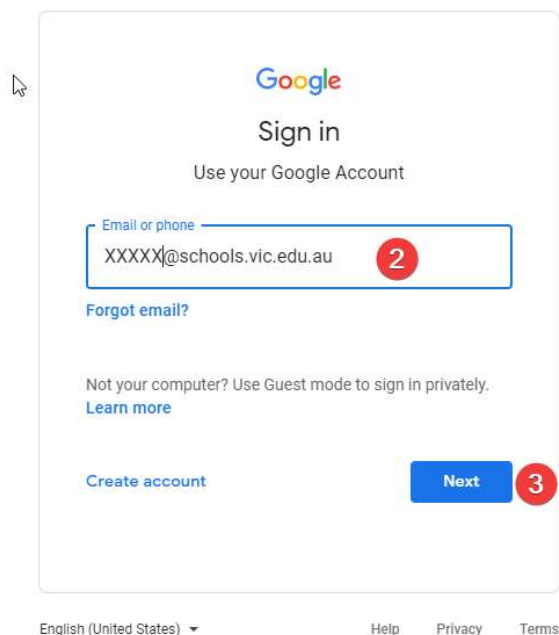 Google
Sign in
Use your Google Account
Email or phone
XXXXX@schools.vic.edu.au 2
Forgot email?
Not your computer? Use Guest mode to sign in privately.
Learn more
Create account Next 3
English (United States) Help Privacy Terms